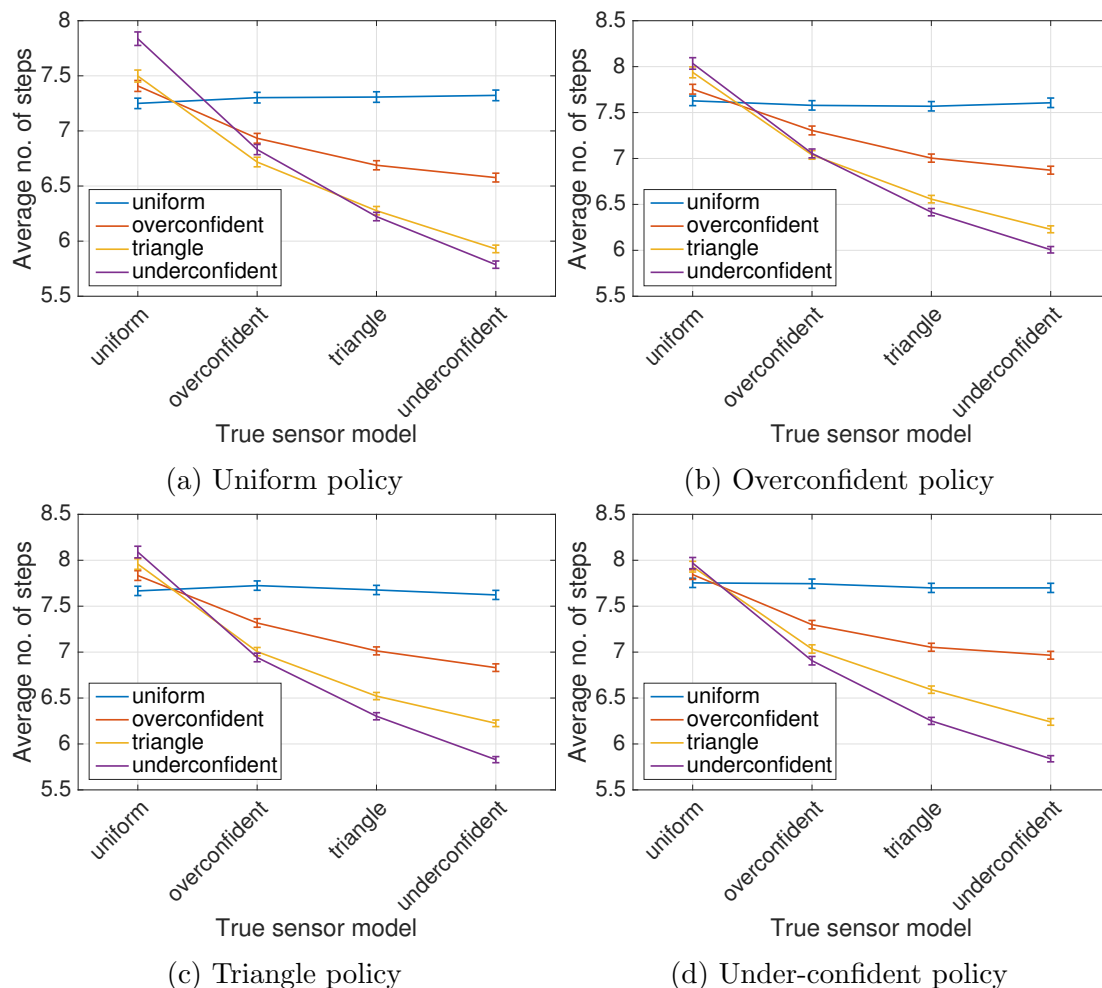 8
7.5
7
6.5
6
5.5
Average no. of steps
uniform
overconfident
triangle
underconfident
uniform
overconfident
triangle
underconfident
True sensor model
(a) Uniform policy
8.5
8
7.5
7
6.5
6
5.5
Average no. of steps
uniform
overconfident
triangle
underconfident
uniform
overconfident
triangle
underconfident
True sensor model
(b) Overconfident policy
8.5
8
7.5
7
6.5
6
5.5
Average no. of steps
uniform
overconfident
triangle
underconfident
uniform
overconfident
triangle
underconfident
True sensor model
(c) Triangle policy
8.5
8
7.5
7
6.5
6
5.5
Average no. of steps
uniform
overconfident
triangle
underconfident
uniform
overconfident
triangle
underconfident
True sensor model
(d) Under-confident policy